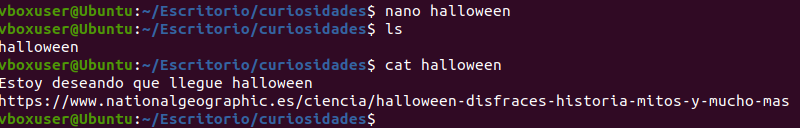 vboxuser@Ubuntu:~/Escritorio/curiosidades$ nano halloween
vboxuser@Ubuntu:~/Escritorio/curiosidades$ ls
halloween
vboxuser@Ubuntu:~/Escritorio/curiosidades$ cat halloween
Estoy deseando que llegue halloween
https://www.nationalgeographic.es/ciencia/halloween-disfraces-historia-mitos-y-mucho-mas
vboxuser@Ubuntu:~/Escritorio/curiosidades$